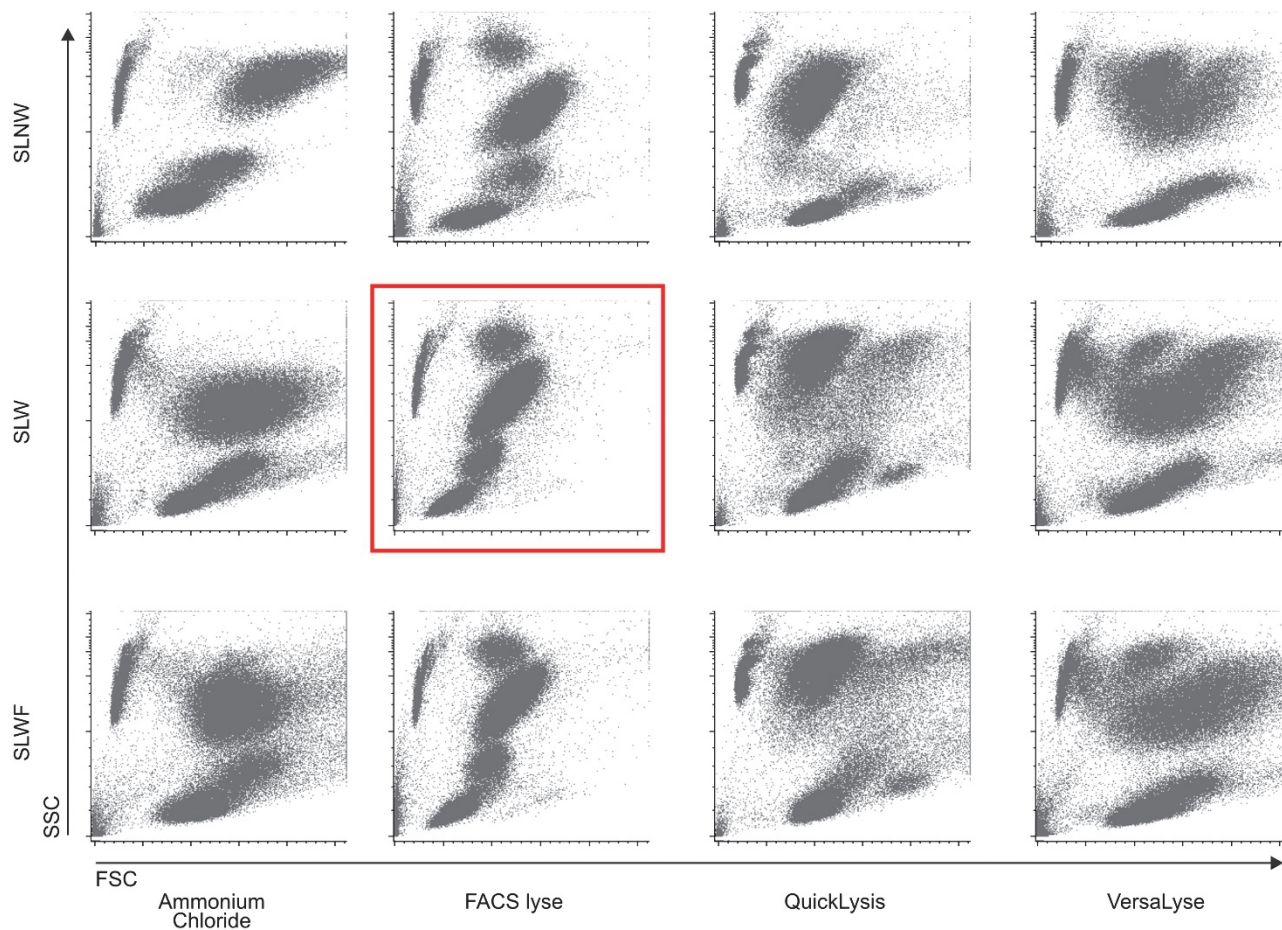 SLNW
SLW
SLWF
SSC
FSC
Ammonium
Chloride
FACS lyse
QuickLysis
VersaLyse